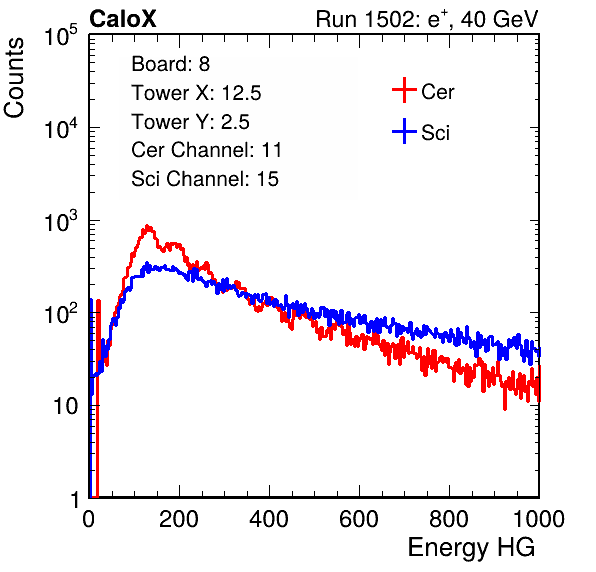 CaloX Run 1502: e⁺, 40 GeV
Counts
10⁵
10⁴
10³
10²
10
1
Board: 8
Tower X: 12.5
Tower Y: 2.5
Cer Channel: 11
Sci Channel: 15
Cer
Sci
0 200 400 600 800 1000
Energy HG